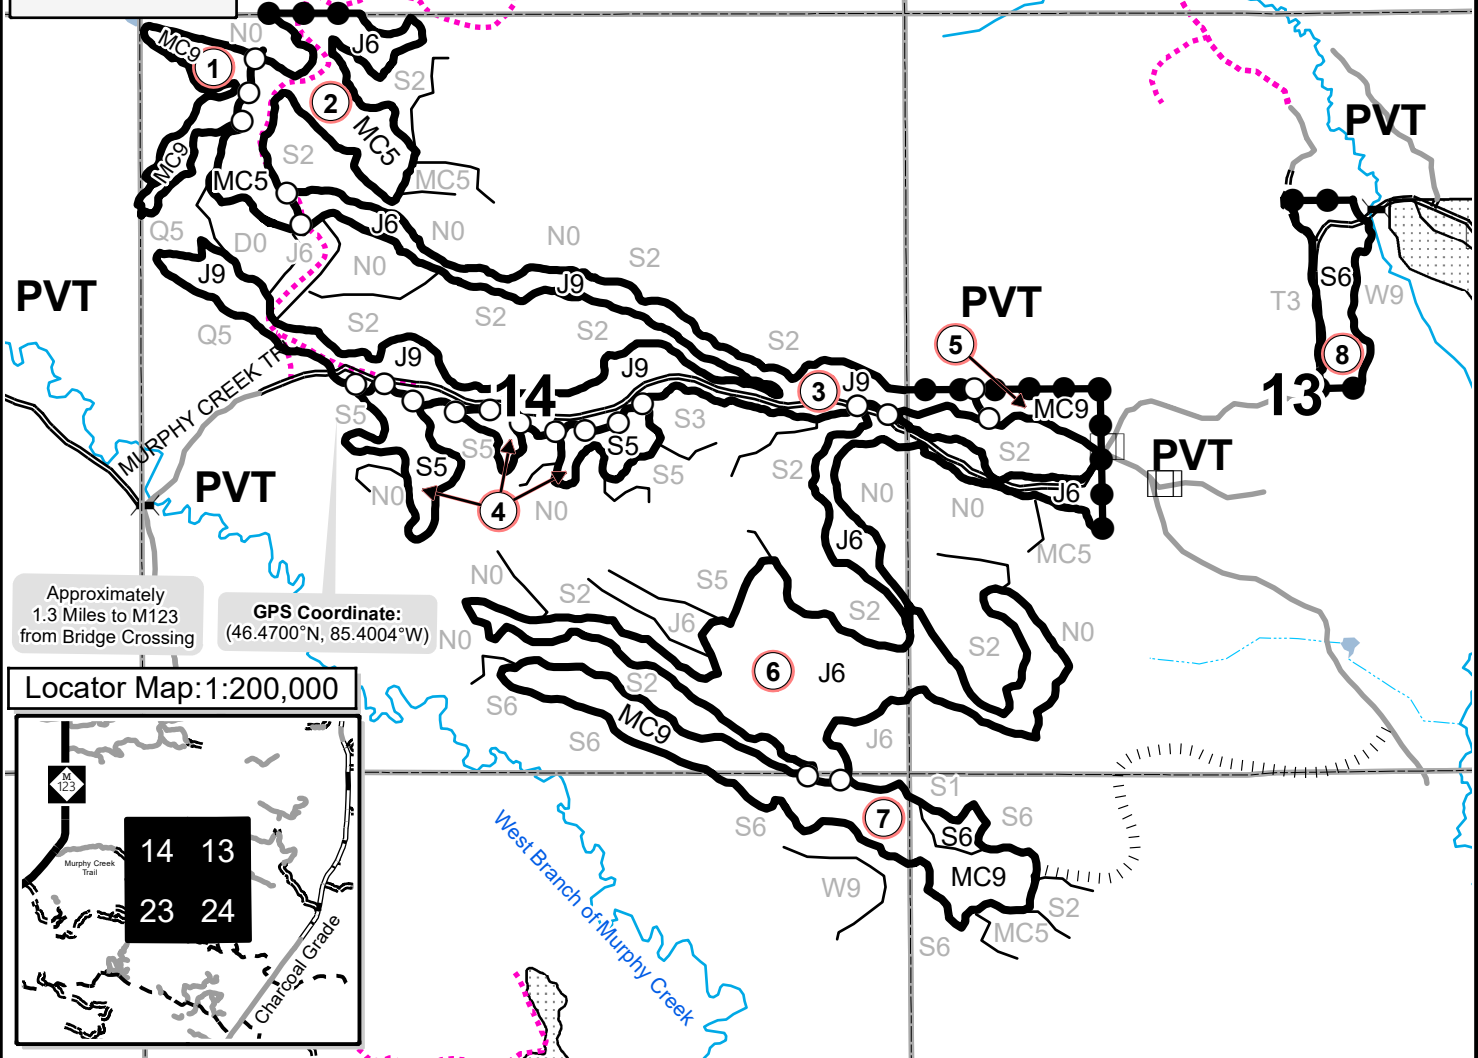 N0
MC9
1
J6
S2
2
MC5
PVT
S2
MC9
MC5
MC5
Q5
D0
J6
J6
N0
N0
N0
S2
J9
J9
PVT
PVT
S6
T3
W9
S2
S2
S2
Q5
S2
5
8
MURPHY CREEK TR
J9
J9
14
3
J9
MC9
13
S5
S3
S5
S5
S5
S5
S2
S2
PVT
PVT
N0
4
N0
N0
N0
J6
J6
MC5
N0
S2
S5
J6
S2
S2
N0
N0
Approximately
1.3 Miles to M123
from Bridge Crossing
GPS Coordinate:
(46.4700°N, 85.4004°W)
6
J6
S2
S6
MC9
S6
J6
Locator Map:1:200,000
M
123
14 13
Murphy Creek
Trail
23 24
Charcoal Grade
S1
S6
7
S6
S6
MC9
W9
S2
MC5
S6
West Branch of Murphy Creek